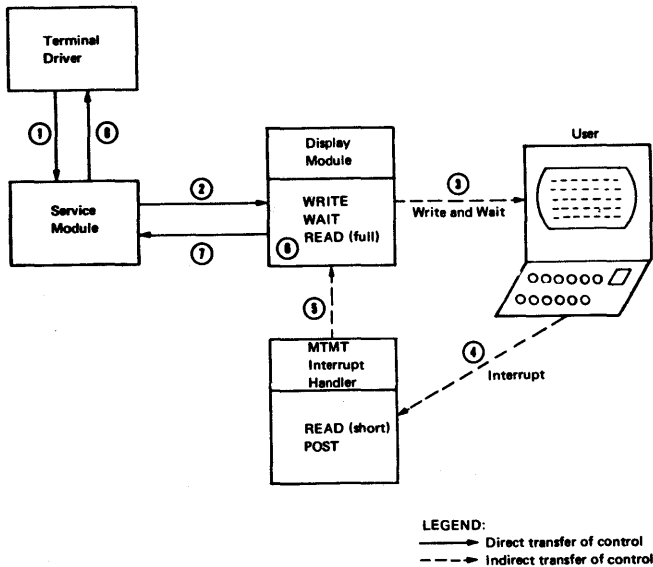 Terminal
Driver
①
⑧
Service
Module
②
⑦
Display
Module
WRITE
WAIT
READ (full)
⑥
③
Write and Wait
User
⑤
④
Interrupt
MTMT
Interrupt
Handler
READ (short)
POST
LEGEND:
Direct transfer of control
Indirect transfer of control